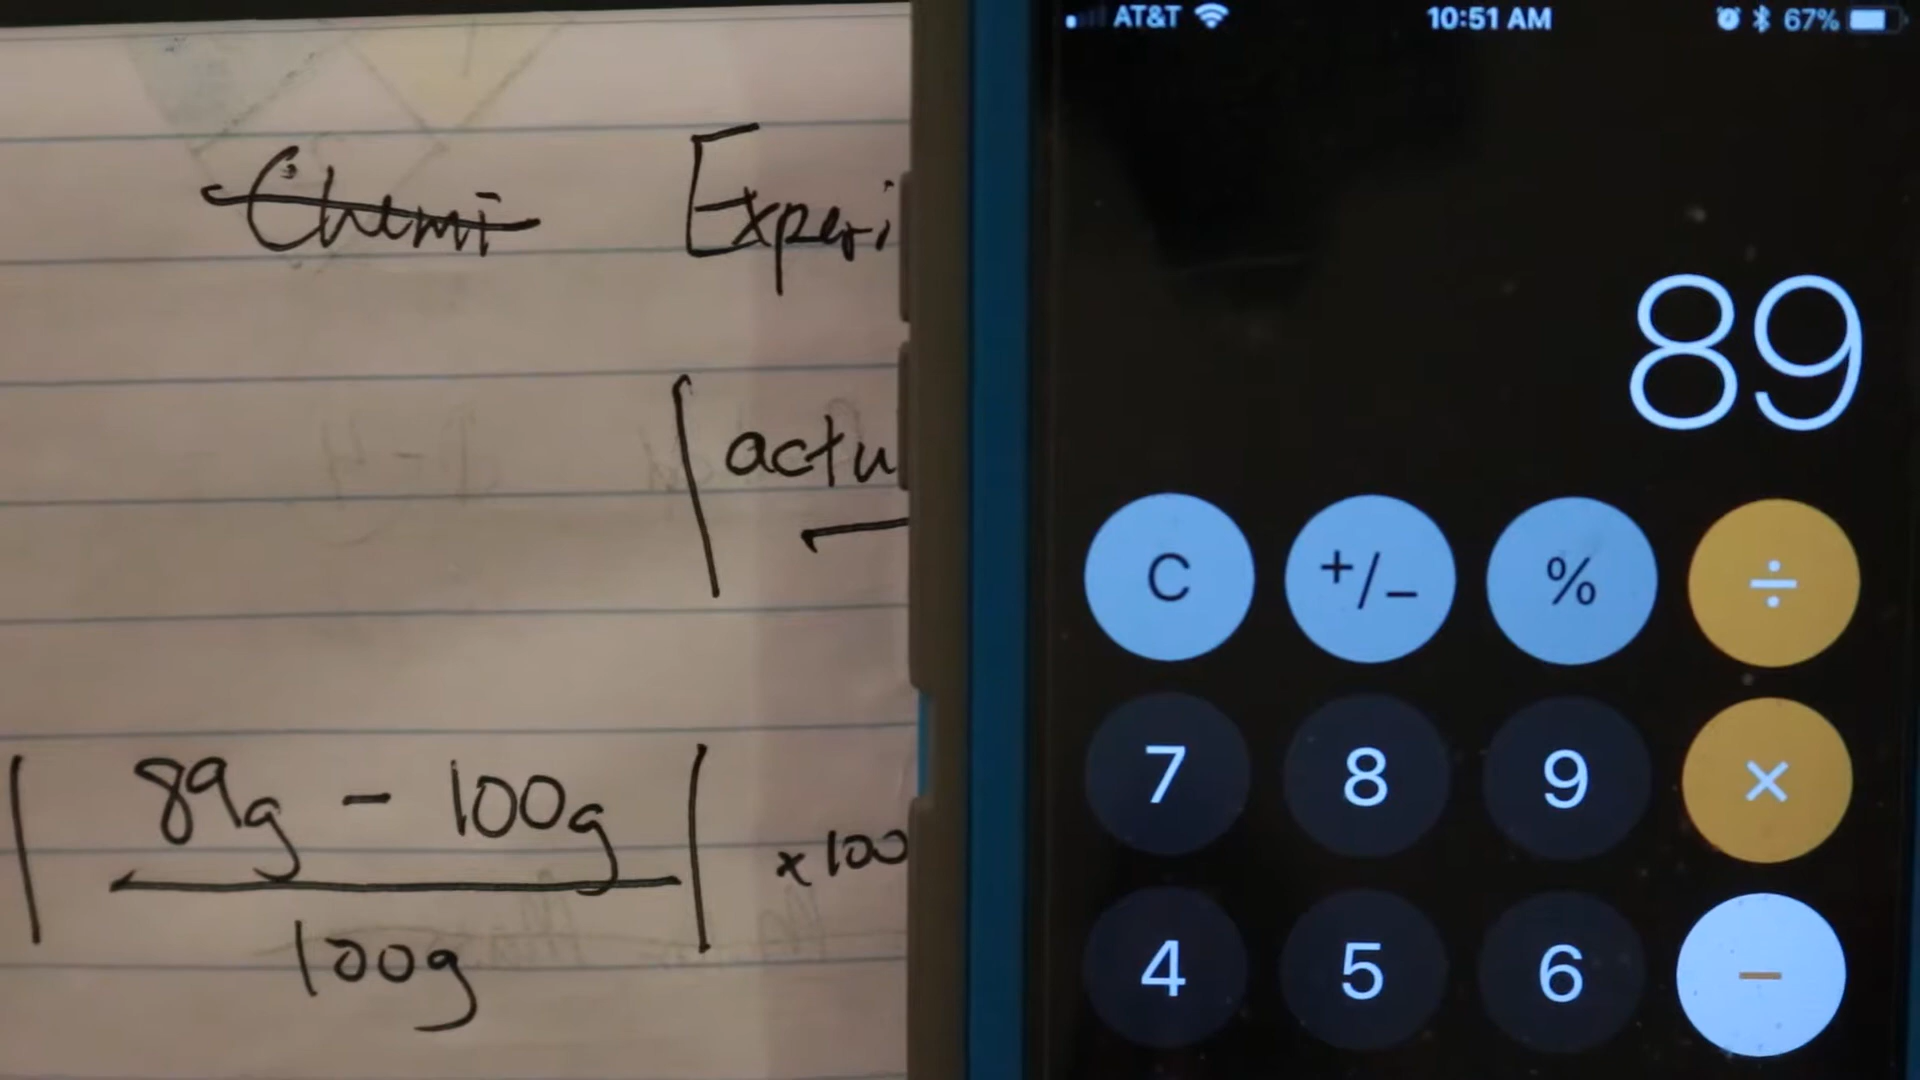 AT&T 10:51 AM 67%
Chemi Experi
actu
89
C +/− % ÷
7 8 9 ×
4 5 6 −
89g - 100g
100g
x100